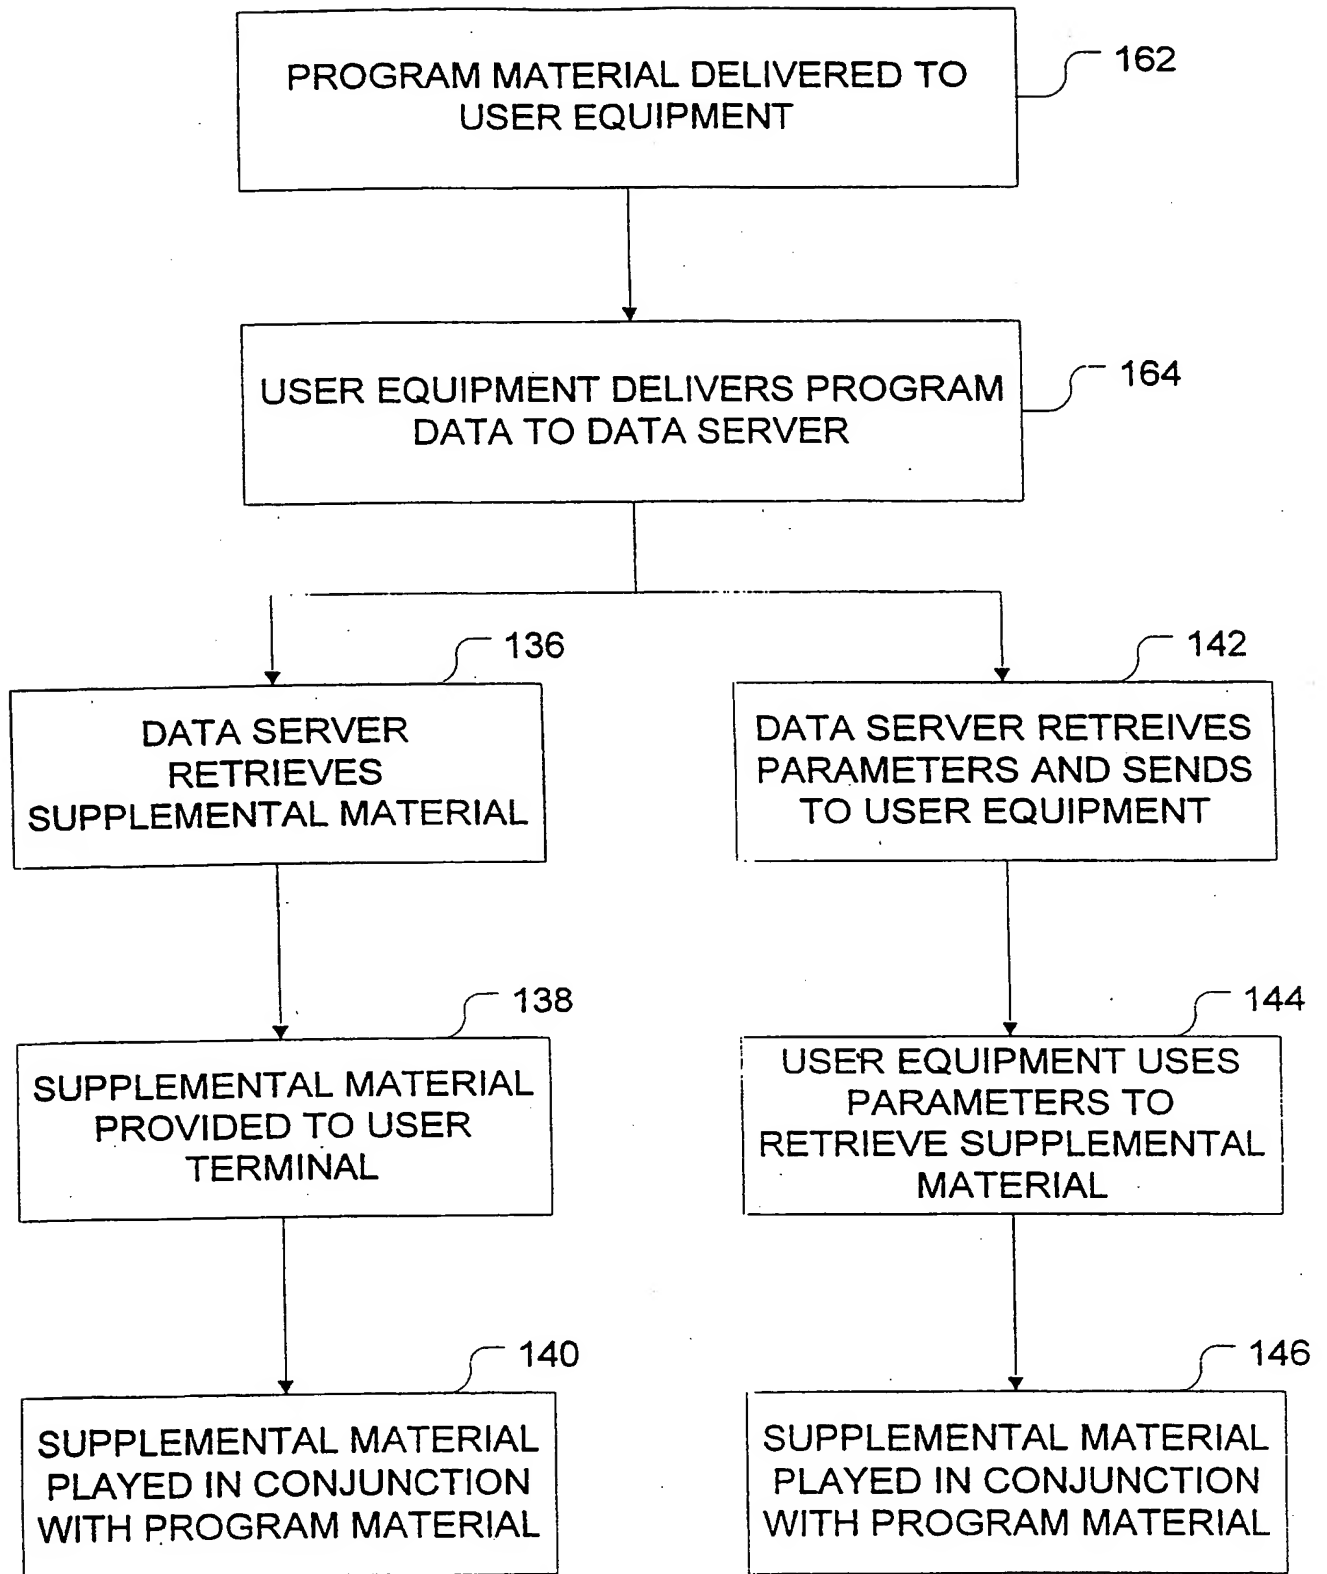 PROGRAM MATERIAL DELIVERED TO
USER EQUIPMENT
162
USER EQUIPMENT DELIVERS PROGRAM
DATA TO DATA SERVER
164
136
DATA SERVER
RETRIEVES
SUPPLEMENTAL MATERIAL
142
DATA SERVER RETREIVES
PARAMETERS AND SENDS
TO USER EQUIPMENT
138
SUPPLEMENTAL MATERIAL
PROVIDED TO USER
TERMINAL
144
USER EQUIPMENT USES
PARAMETERS TO
RETRIEVE SUPPLEMENTAL
MATERIAL
140
SUPPLEMENTAL MATERIAL
PLAYED IN CONJUNCTION
WITH PROGRAM MATERIAL
146
SUPPLEMENTAL MATERIAL
PLAYED IN CONJUNCTION
WITH PROGRAM MATERIAL